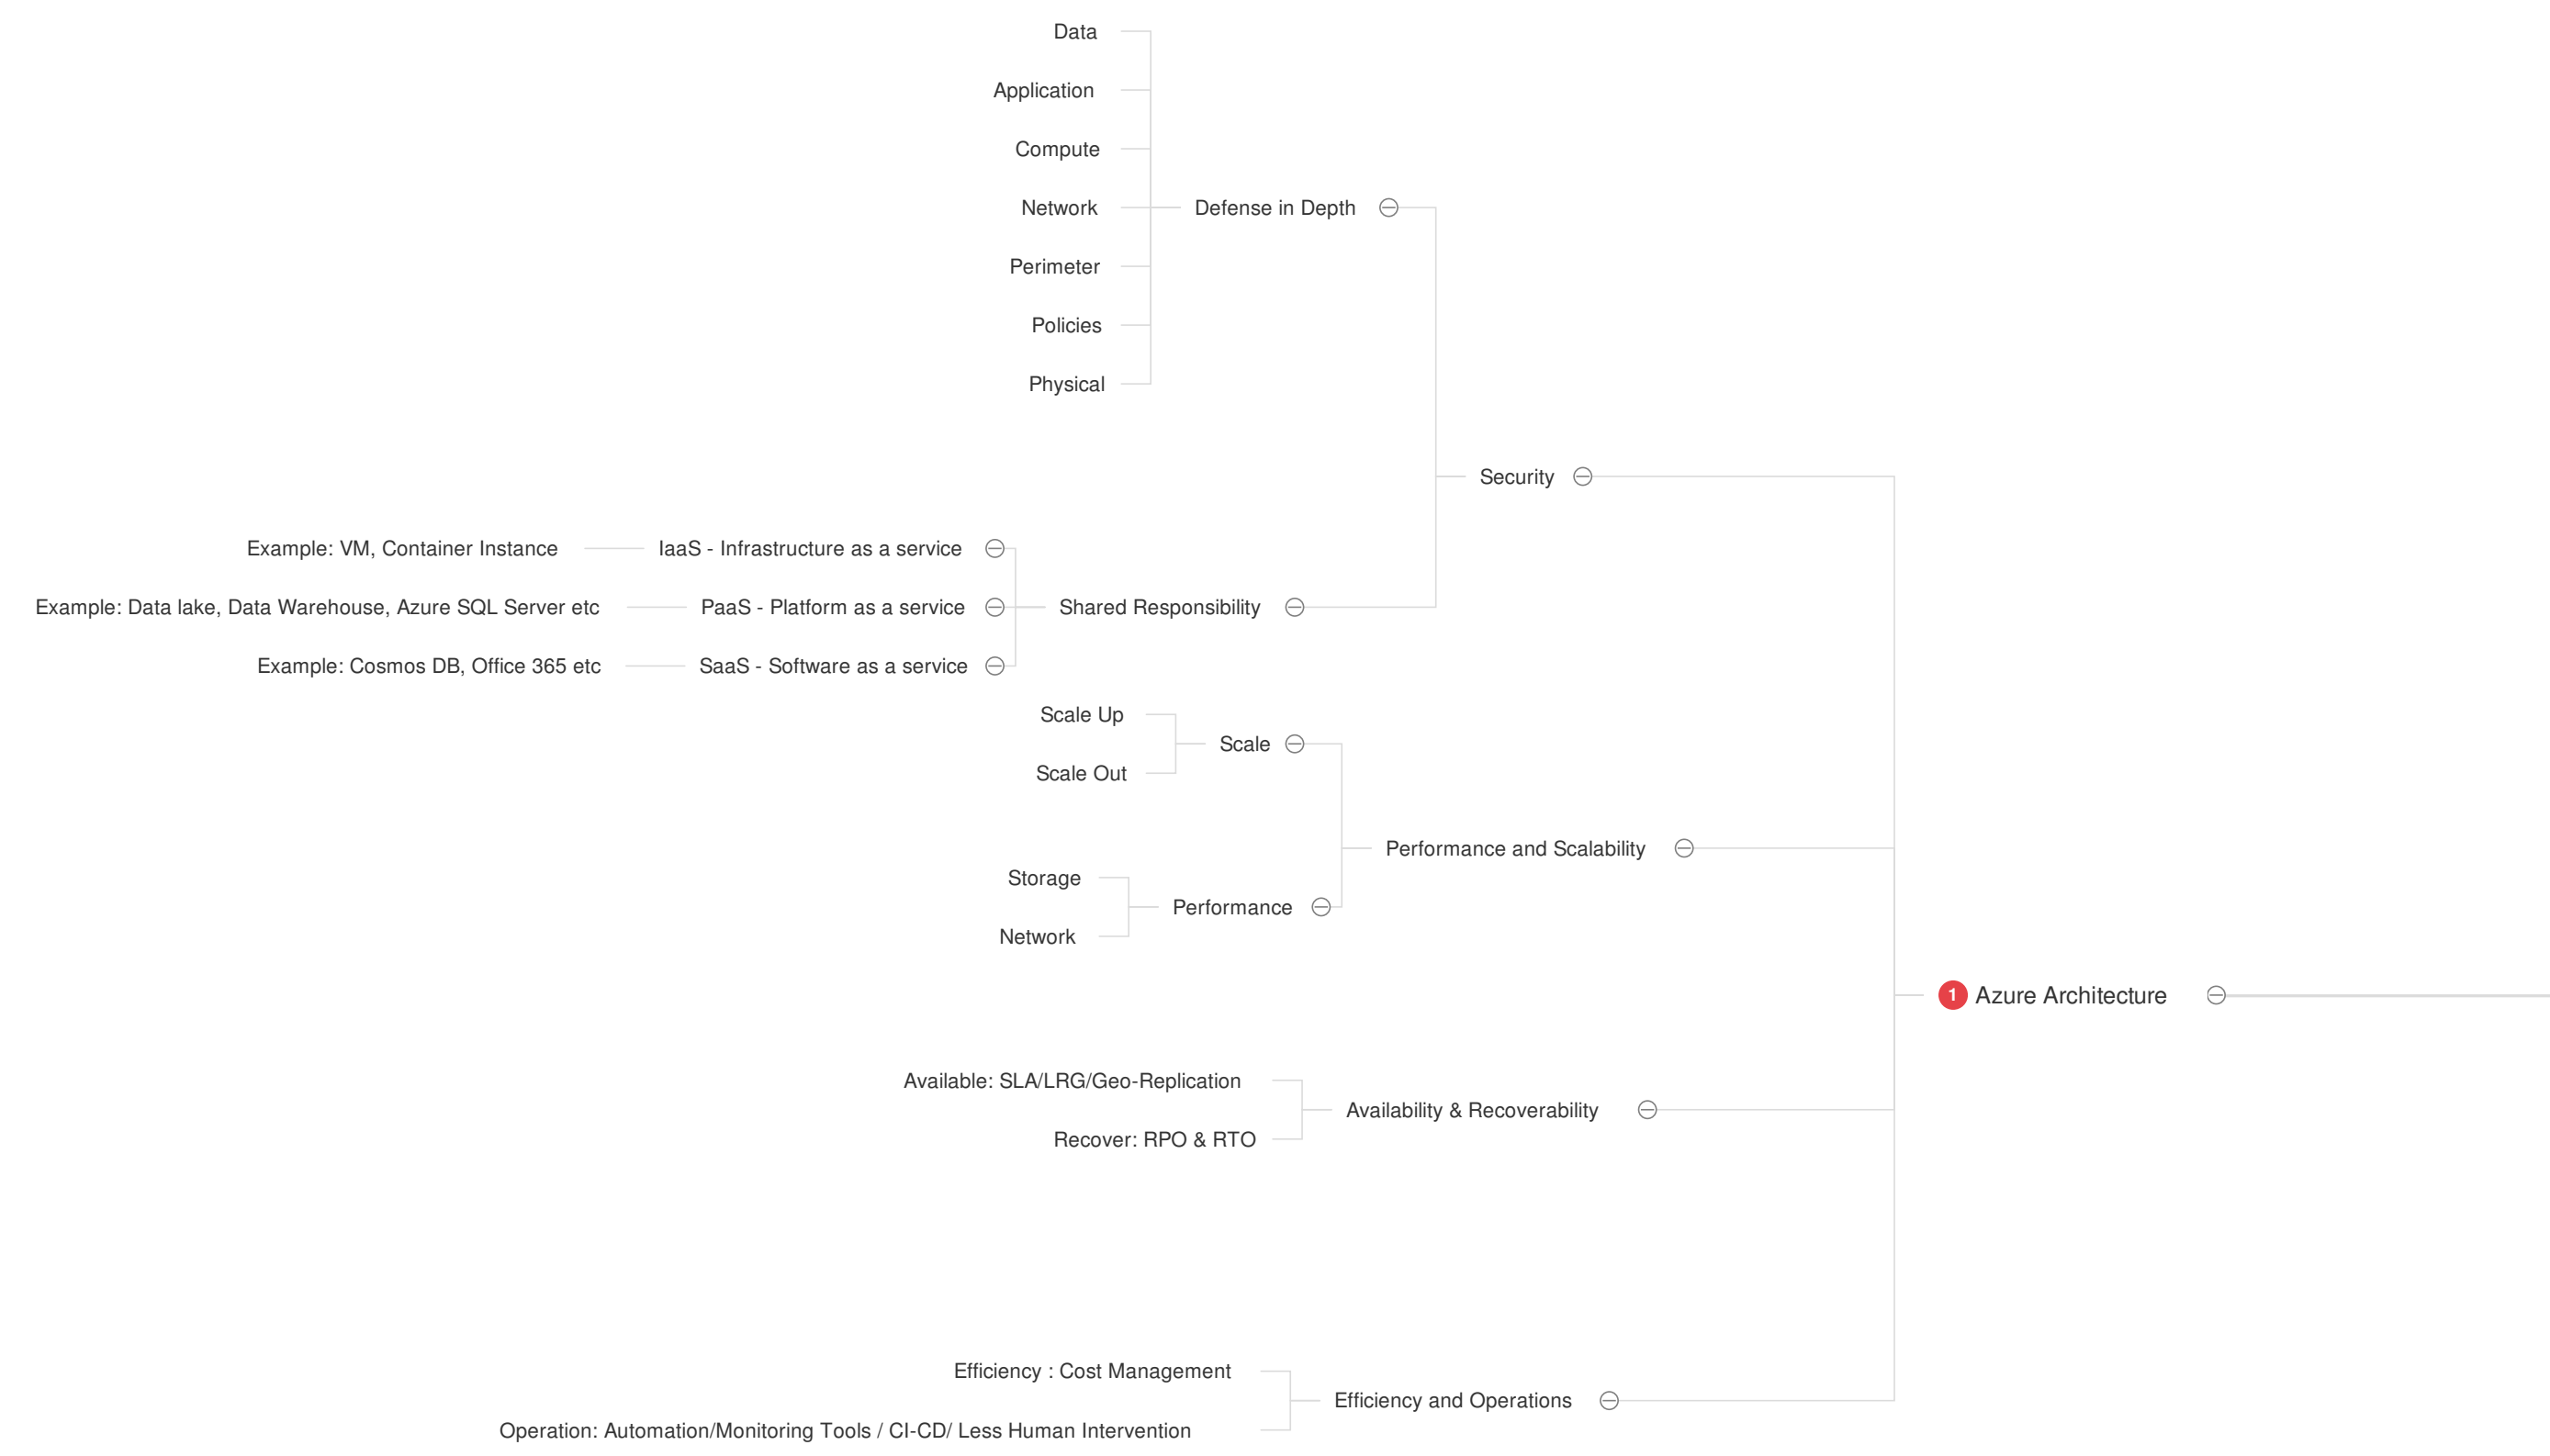 Data
Application
Compute
Network
Defense in Depth
Perimeter
Policies
Physical
Security
Example: VM, Container Instance
IaaS - Infrastructure as a service
Example: Data lake, Data Warehouse, Azure SQL Server etc
PaaS - Platform as a service
Shared Responsibility
Example: Cosmos DB, Office 365 etc
SaaS - Software as a service
Scale Up
Scale
Scale Out
Performance and Scalability
Storage
Performance
Network
1 Azure Architecture
Available: SLA/LRG/Geo-Replication
Availability & Recoverability
Recover: RPO & RTO
Efficiency : Cost Management
Efficiency and Operations
Operation: Automation/Monitoring Tools / CI-CD/ Less Human Intervention